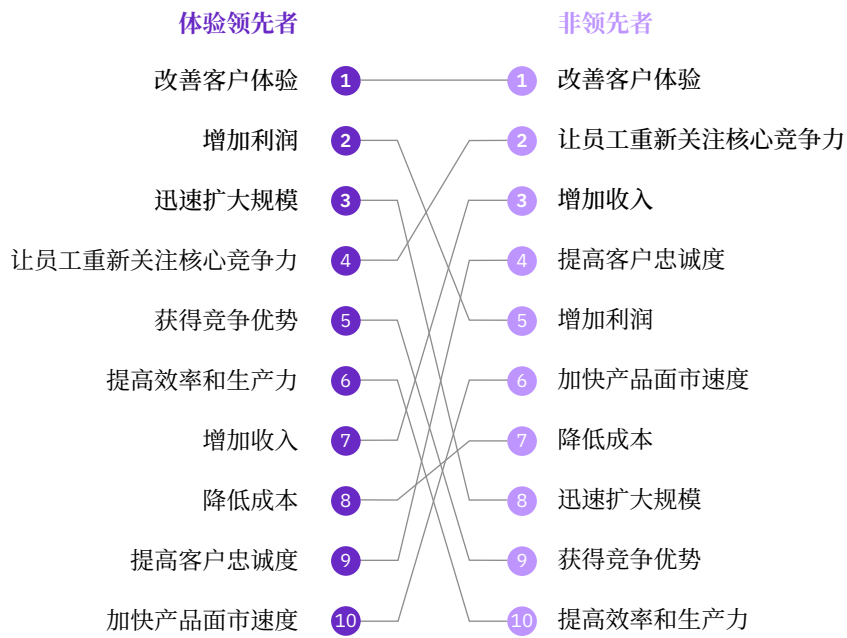 体验领先者 非领先者
改善客户体验 1 1 改善客户体验
增加利润 2 2 让员工重新关注核心竞争力
迅速扩大规模 3 3 增加收入
让员工重新关注核心竞争力 4 4 提高客户忠诚度
获得竞争优势 5 5 增加利润
提高效率和生产力 6 6 加快产品面市速度
增加收入 7 7 降低成本
降低成本 8 8 迅速扩大规模
提高客户忠诚度 9 9 获得竞争优势
加快产品面市速度 10 10 提高效率和生产力